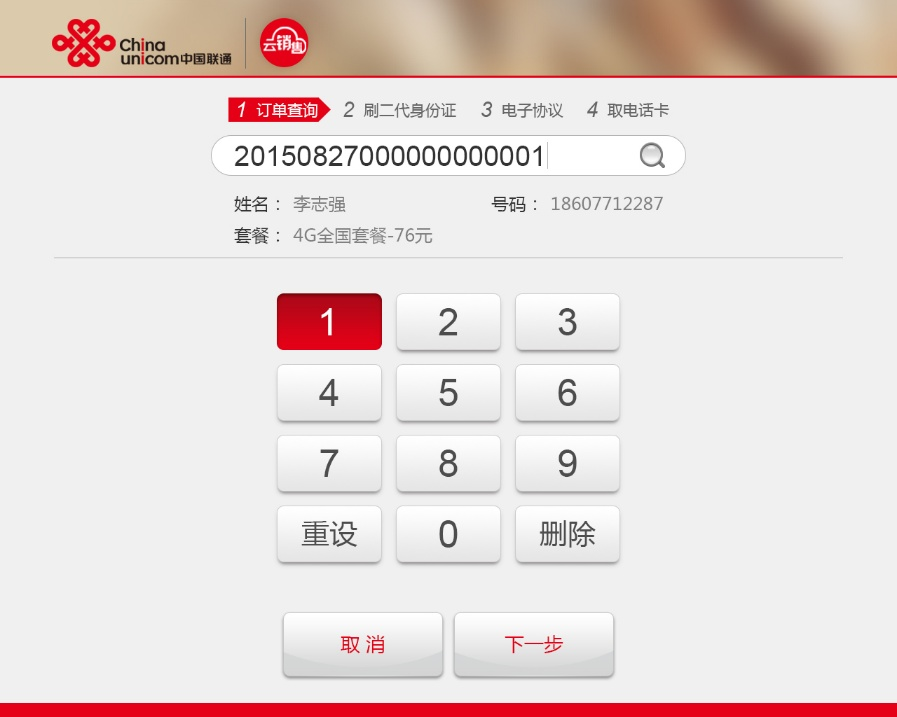 China
unicom中国联通
云销售
1 订单查询 2 刷二代身份证 3 电子协议 4 取电话卡
20150827000000000001
姓名： 李志强 号码： 18607712287
套餐： 4G全国套餐-76元
1 2 3
4 5 6
7 8 9
重设 0 删除
取 消 下一步